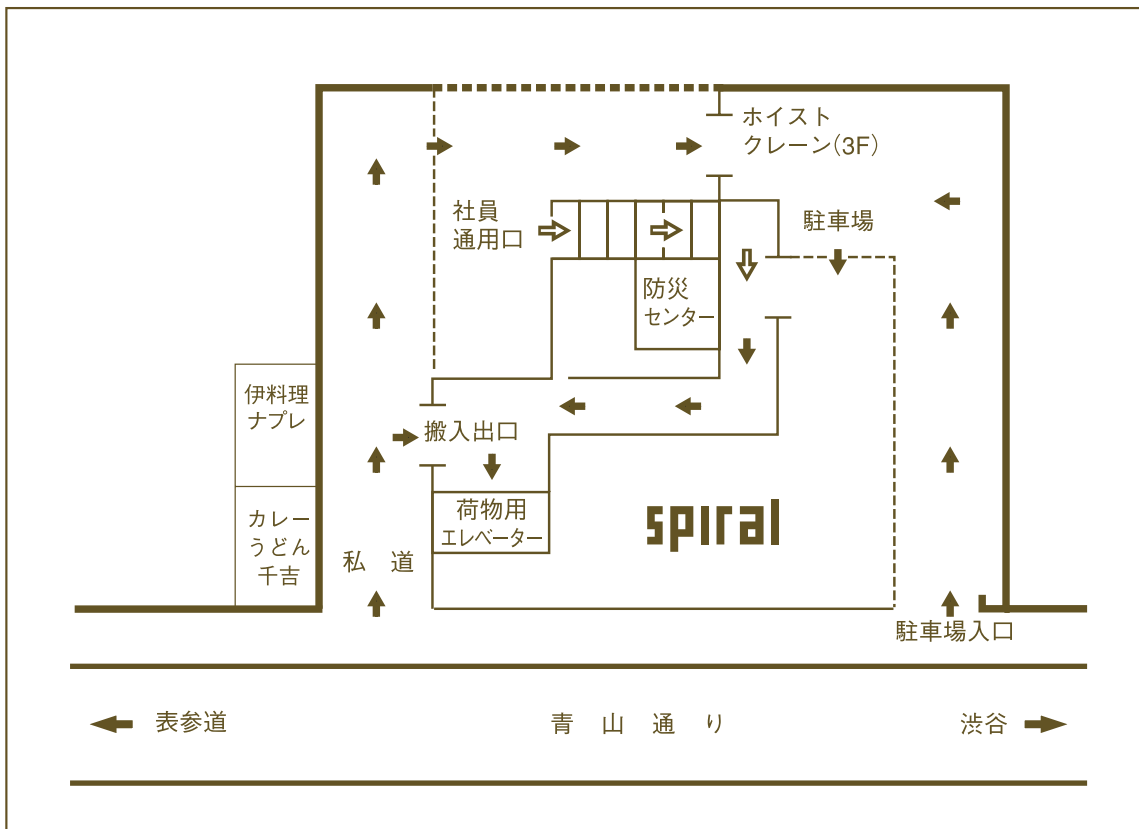 ホイスト
クレーン(3F)
社員
通用口
駐車場
防災
センター
伊料理
ナプレ
搬入出口
荷物用
エレベーター
spiral
カレー
うどん
千吉
私 道
駐車場入口
表参道
青 山 通 り
渋谷